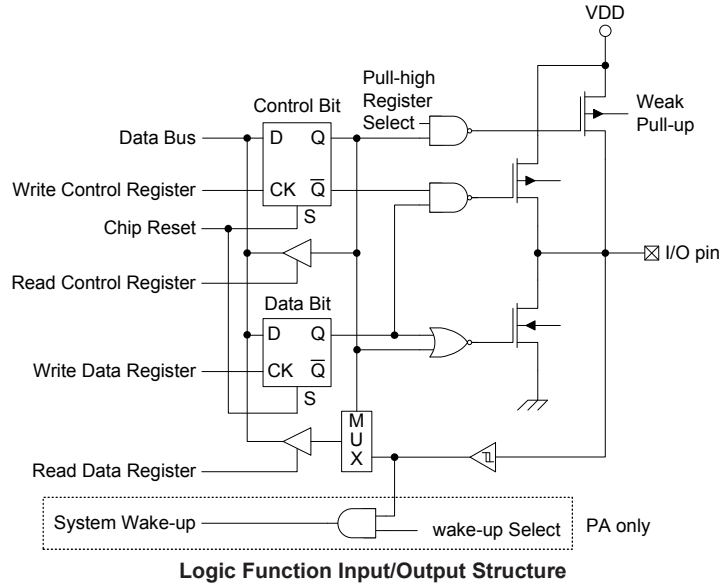 VDD
Pull-high
Register
Select
Control Bit
Weak
Pull-up
Data Bus
D
Q
Write Control Register
CK
Q̅
S
Chip Reset
I/O pin
Read Control Register
Data Bit
D
Q
Write Data Register
CK
Q̅
S
M
U
X
Read Data Register
System Wake-up
wake-up Select
PA only
Logic Function Input/Output Structure